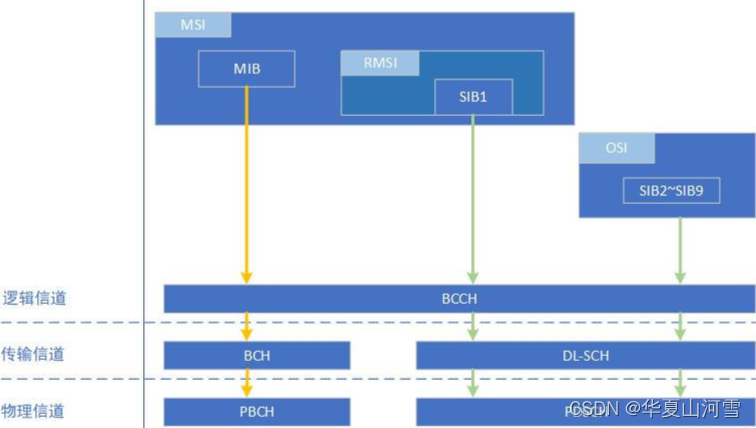 MSI
MIB
RMSI
SIB1
OSI
SIB2~SIB9
逻辑信道
BCCH
传输信道
BCH
DL-SCH
物理信道
PBCH
PDSCH
CSDN @华夏山河雪